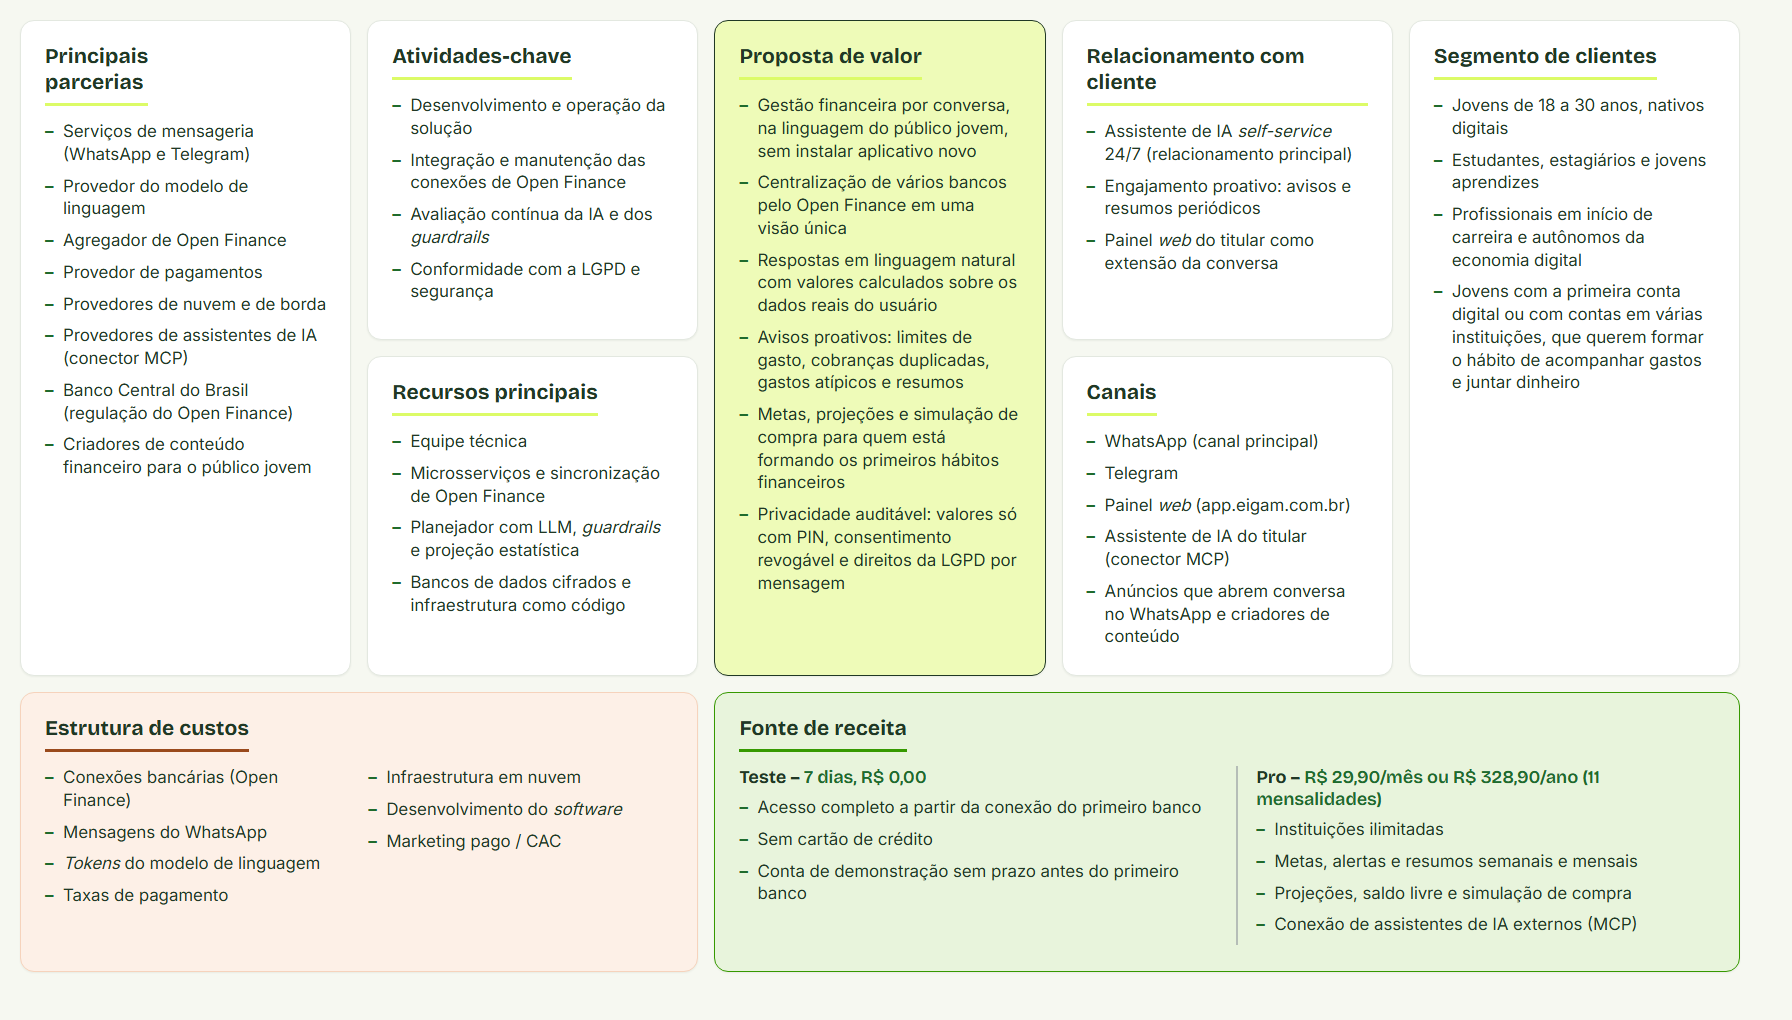 Principais
parcerias
– Serviços de mensageria
(WhatsApp e Telegram)
– Provedor do modelo de
linguagem
– Agregador de Open Finance
– Provedor de pagamentos
– Provedores de nuvem e de borda
– Provedores de assistentes de IA
(conector MCP)
– Banco Central do Brasil
(regulação do Open Finance)
– Criadores de conteúdo
financeiro para o público jovem
Atividades-chave
– Desenvolvimento e operação da
solução
– Integração e manutenção das
conexões de Open Finance
– Avaliação contínua da IA e dos
guardrails
– Conformidade com a LGPD e
segurança
Recursos principais
– Equipe técnica
– Microsserviços e sincronização
de Open Finance
– Planejador com LLM, guardrails
e projeção estatística
– Bancos de dados cifrados e
infraestrutura como código
Proposta de valor
– Gestão financeira por conversa,
na linguagem do público jovem,
sem instalar aplicativo novo
– Centralização de vários bancos
pelo Open Finance em uma
visão única
– Respostas em linguagem natural
com valores calculados sobre os
dados reais do usuário
– Avisos proativos: limites de
gasto, cobranças duplicadas,
gastos atípicos e resumos
– Metas, projeções e simulação de
compra para quem está
formando os primeiros hábitos
financeiros
– Privacidade auditável: valores só
com PIN, consentimento
revogável e direitos da LGPD por
mensagem
Relacionamento com
cliente
– Assistente de IA self-service
24/7 (relacionamento principal)
– Engajamento proativo: avisos e
resumos periódicos
– Painel web do titular como
extensão da conversa
Canais
– WhatsApp (canal principal)
– Telegram
– Painel web (app.eigam.com.br)
– Assistente de IA do titular
(conector MCP)
– Anúncios que abrem conversa
no WhatsApp e criadores de
conteúdo
Segmento de clientes
– Jovens de 18 a 30 anos, nativos
digitais
– Estudantes, estagiários e jovens
aprendizes
– Profissionais em início de
carreira e autônomos da
economia digital
– Jovens com a primeira conta
digital ou com contas em várias
instituições, que querem formar
o hábito de acompanhar gastos
e juntar dinheiro
Estrutura de custos
– Conexões bancárias (Open
Finance)
– Mensagens do WhatsApp
– Tokens do modelo de linguagem
– Taxas de pagamento
– Infraestrutura em nuvem
– Desenvolvimento do software
– Marketing pago / CAC
Fonte de receita
Teste – 7 dias, R$ 0,00
– Acesso completo a partir da conexão do primeiro banco
– Sem cartão de crédito
– Conta de demonstração sem prazo antes do primeiro
banco
Pro – R$ 29,90/mês ou R$ 328,90/ano (11
mensalidades)
– Instituições ilimitadas
– Metas, alertas e resumos semanais e mensais
– Projeções, saldo livre e simulação de compra
– Conexão de assistentes de IA externos (MCP)